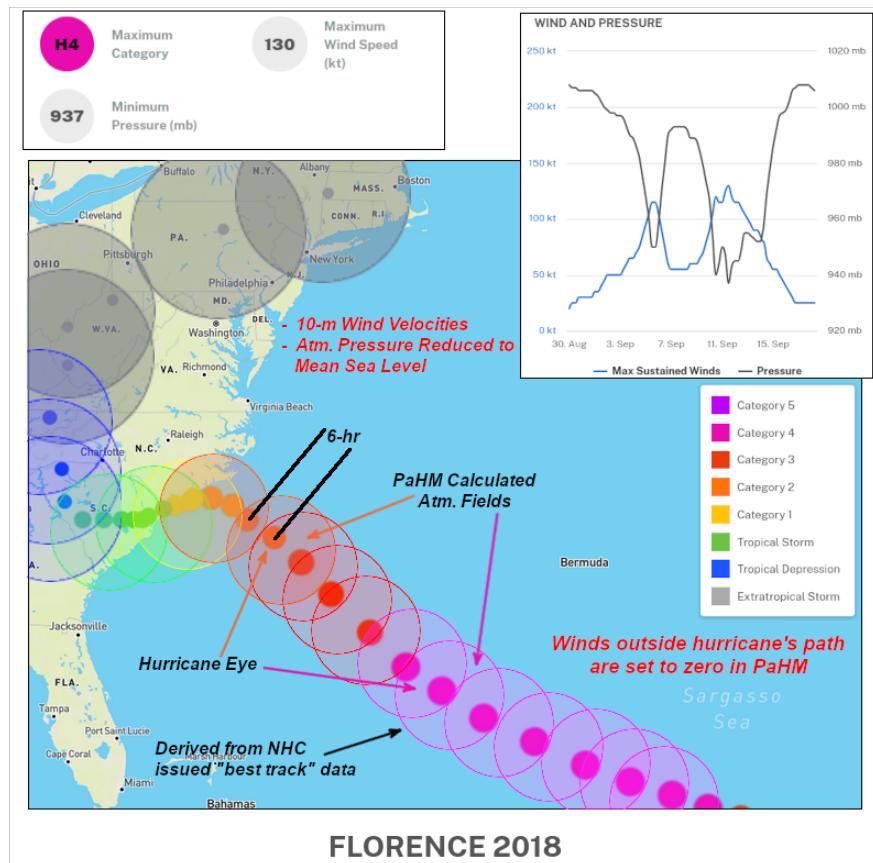 H4
Maximum
Category
130
Maximum
Wind Speed
(kt)
937
Minimum
Pressure (mb)
WIND AND PRESSURE
250 kt
200 kt
150 kt
100 kt
50 kt
0 kt
1020 mb
1000 mb
980 mb
960 mb
940 mb
920 mb
30. Aug
3. Sep
7. Sep
11. Sep
15. Sep
Max Sustained Winds
Pressure
Buffalo
N.Y.
Albany
MASS.
Boston
CONN.
R.I.
Cleveland
PA.
New York
OHIO
Pittsburgh
N.J.
Philadelphia
MD.
DEL.
W.VA.
Washington
- 10-m Wind Velocities
- Atm. Pressure Reduced to
Mean Sea Level
VA.
Richmond
Virginia Beach
Category 5
Category 4
Category 3
Category 2
Category 1
Tropical Storm
Tropical Depression
Extratropical Storm
N.C.
Raleigh
6-hr
Charlotte
PaHM Calculated
Atm. Fields
S.C.
Bermuda
Jacksonville
Hurricane Eye
Winds outside hurricane's path
are set to zero in PaHM
FLA.
Sargasso
Sea
Tampa
Port Saint Lucie
Derived from NHC
issued "best track" data
Cape Coral
Marsh Harbour
Miami
Bahamas
FLORENCE 2018